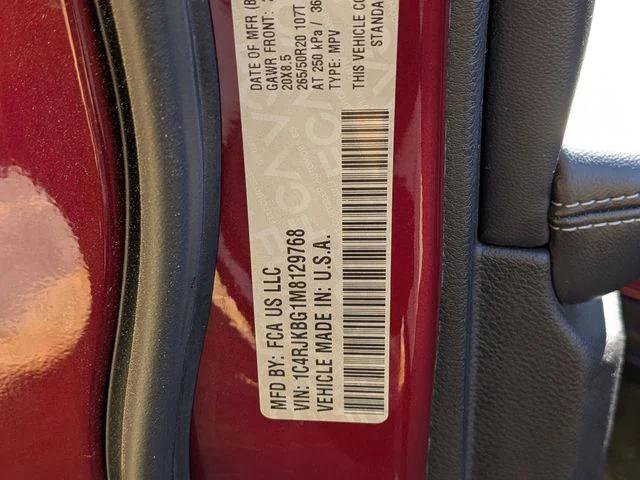 MFD BY: FCA US LLC
VIN: 1C4RJKBG1M8129768
VEHICLE MADE IN: U.S.A.
DATE OF MFR
GAWR FRONT:
20X8.5
265/50R20 107T
AT 250 kPa / 36
TYPE: MPV
THIS VEHICLE
STANDA